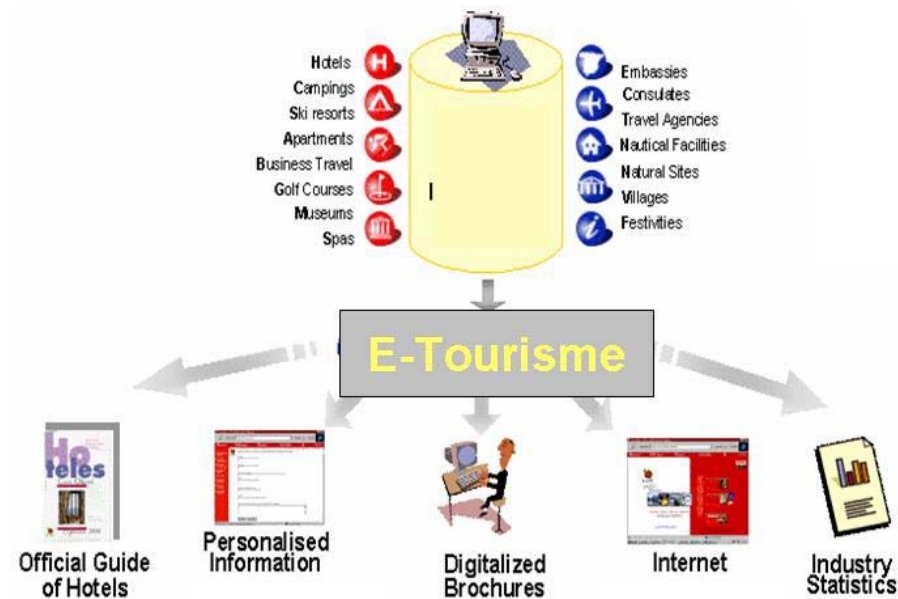 Hotels
Campings
Ski resorts
Apartments
Business Travel
Golf Courses
Museums
Spas
Embassies
Consulates
Travel Agencies
Nautical Facilities
Natural Sites
Villages
Festivities
E-Tourisme
Hoteles
Official Guide
of Hotels
Personalised
Information
Digitalized
Brochures
Internet
Industry
Statistics